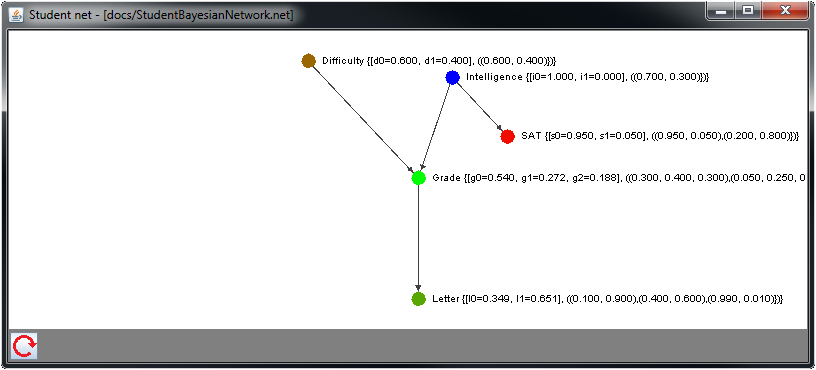 Student net - [docs/StudentBayesianNetwork.net]
Difficulty {[d0=0.600, d1=0.400], ((0.600, 0.400)})}
Intelligence {[i0=1.000, i1=0.000], ((0.700, 0.300)})}
SAT {[s0=0.950, s1=0.050], ((0.950, 0.050),(0.200, 0.800)})}
Grade {[g0=0.540, g1=0.272, g2=0.188], ((0.300, 0.400, 0.300),(0.050, 0.250, 0
Letter {[l0=0.349, l1=0.651], ((0.100, 0.900),(0.400, 0.600),(0.990, 0.010)})}